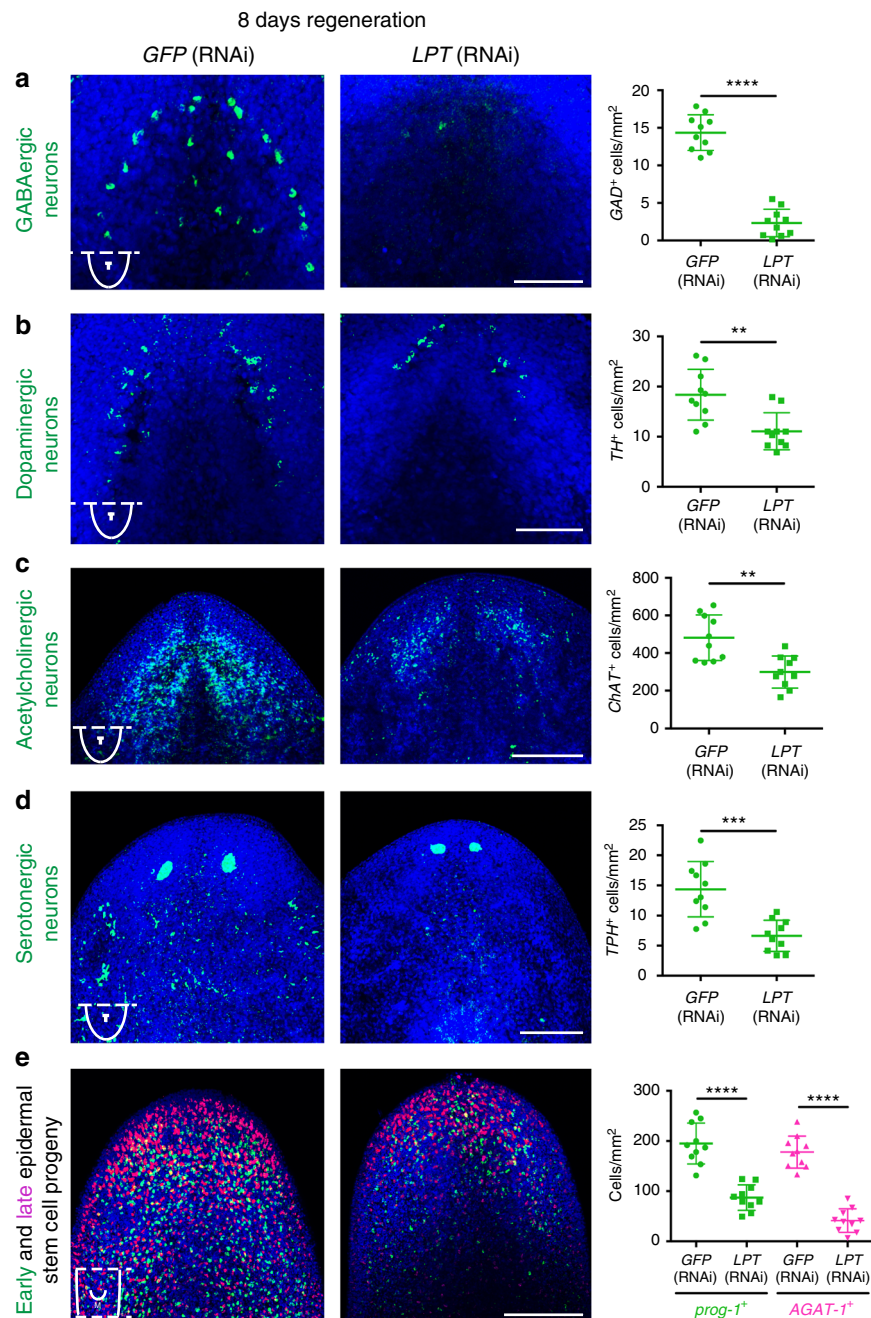 8 days regeneration
GFP (RNAi)
LPT (RNAi)
a
GABAergic
neurons
GAD+ cells/mm2
20
15
10
5
0
****
GFP
(RNAi)
LPT
(RNAi)
b
Dopaminergic
neurons
TH+ cells/mm2
30
20
10
0
**
GFP
(RNAi)
LPT
(RNAi)
c
Acetylcholinergic
neurons
ChAT+ cells/mm2
800
600
400
200
0
**
GFP
(RNAi)
LPT
(RNAi)
d
Serotonergic
neurons
TPH+ cells/mm2
25
20
15
10
5
0
***
GFP
(RNAi)
LPT
(RNAi)
e
Early and late epidermal
stem cell progeny
M
Cells/mm2
300
200
100
0
****
****
GFP
(RNAi)
LPT
(RNAi)
GFP
(RNAi)
LPT
(RNAi)
prog-1+
AGAT-1+